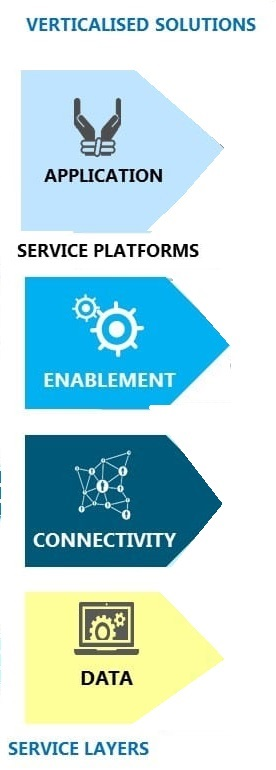 VERTICALISED SOLUTIONS
APPLICATION
SERVICE PLATFORMS
ENABLEMENT
CONNECTIVITY
DATA
SERVICE LAYERS